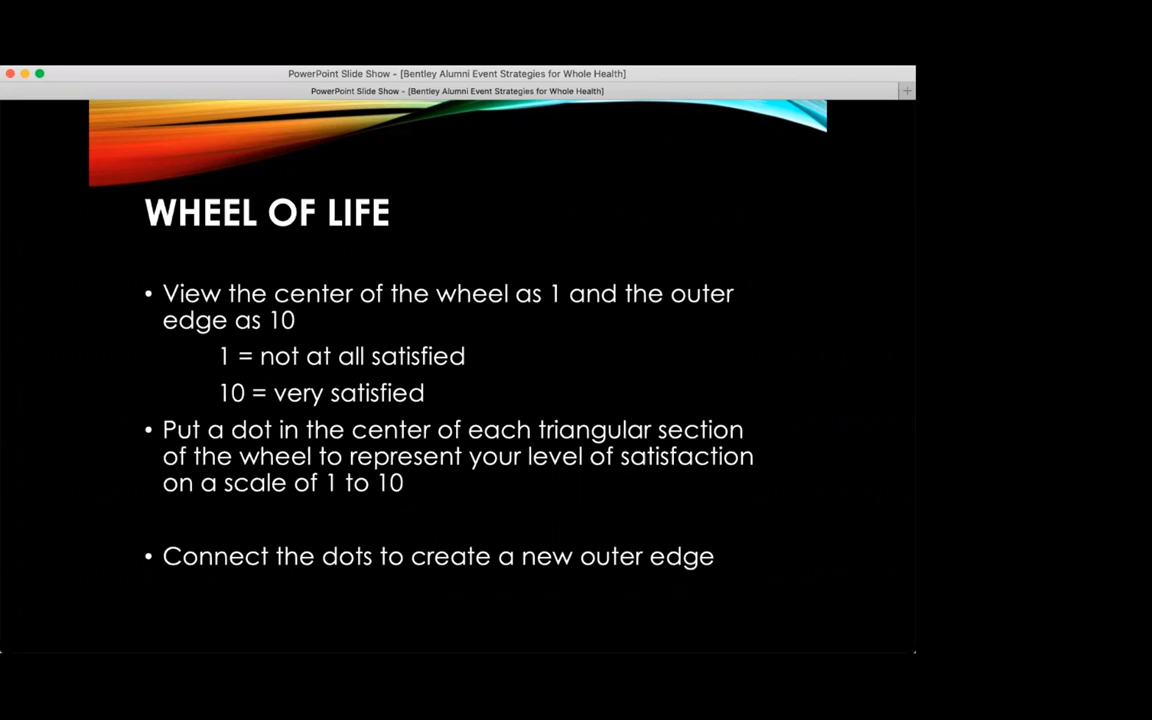 PowerPoint Slide Show - [Bentley Alumni Event Strategies for Whole Health]
PowerPoint Slide Show - [Bentley Alumni Event Strategies for Whole Health]
WHEEL OF LIFE
• View the center of the wheel as 1 and the outer
edge as 10
1 = not at all satisfied
10 = very satisfied
• Put a dot in the center of each triangular section
of the wheel to represent your level of satisfaction
on a scale of 1 to 10
• Connect the dots to create a new outer edge